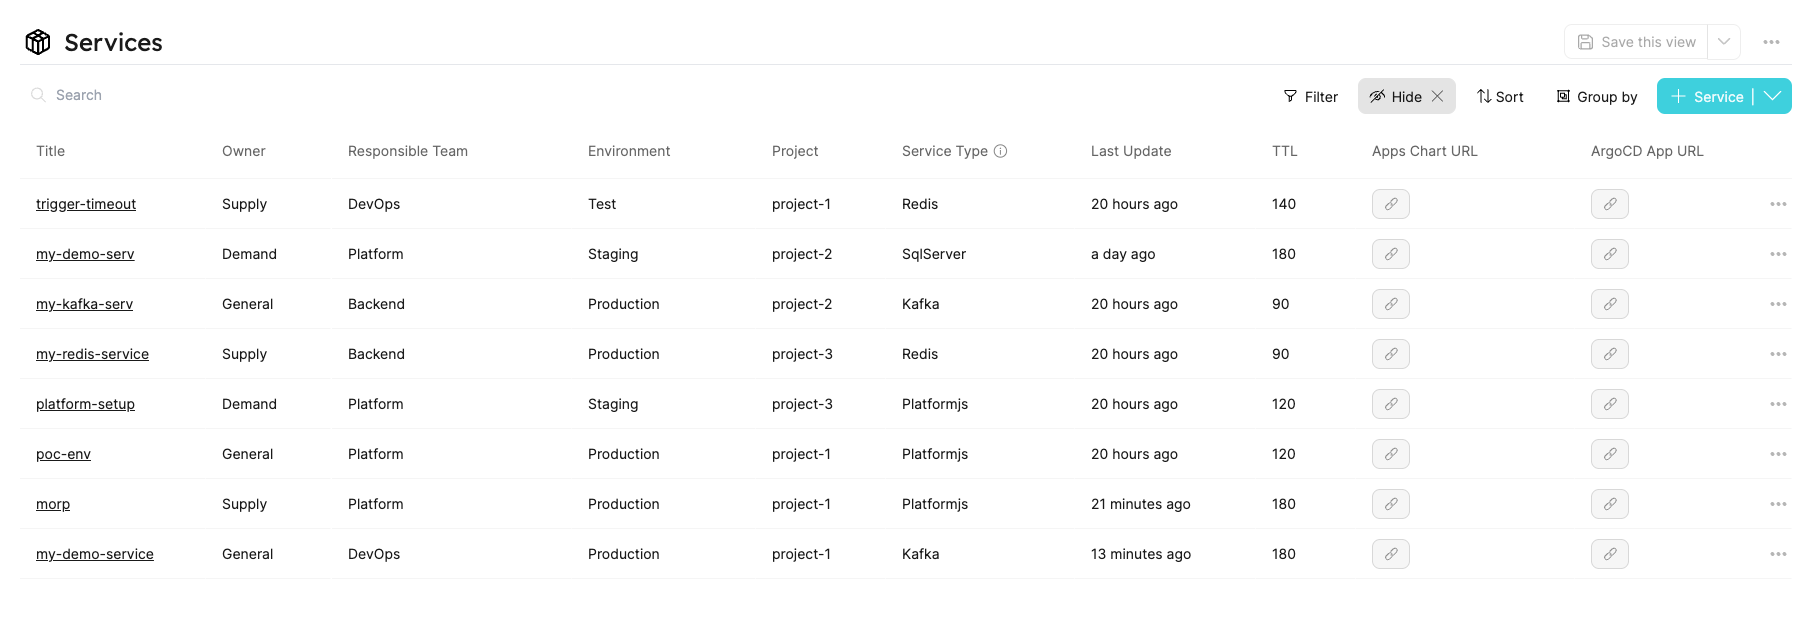 Services
Save this view
Search
Filter Hide Sort Group by Service
Title Owner Responsible Team Environment Project Service Type Last Update TTL Apps Chart URL ArgoCD App URL
trigger-timeout Supply DevOps Test project-1 Redis 20 hours ago 140
my-demo-serv Demand Platform Staging project-2 SqlServer a day ago 180
my-kafka-serv General Backend Production project-2 Kafka 20 hours ago 90
my-redis-service Supply Backend Production project-3 Redis 20 hours ago 90
platform-setup Demand Platform Staging project-3 Platformjs 20 hours ago 120
poc-env General Platform Production project-1 Platformjs 20 hours ago 120
morp Supply Platform Production project-1 Platformjs 21 minutes ago 180
my-demo-service General DevOps Production project-1 Kafka 13 minutes ago 180